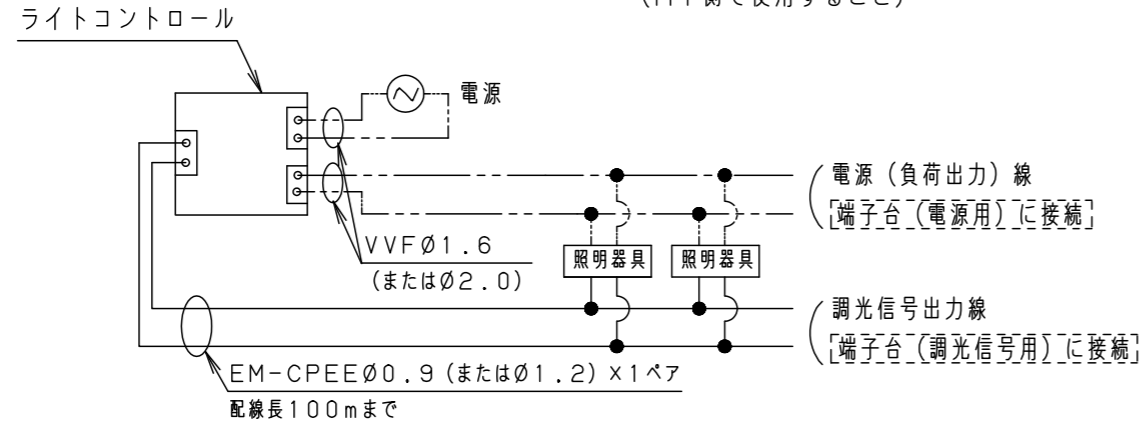 ライトコントロール
電源
電源（負荷出力）線
端子台（電源用）に接続
VVFØ1.6
（またはØ2.0）
照明器具
照明器具
調光信号出力線
端子台（調光信号用）に接続
EM-CPEEØ0.9（またはØ1.2）×1ペア
配線長100mまで